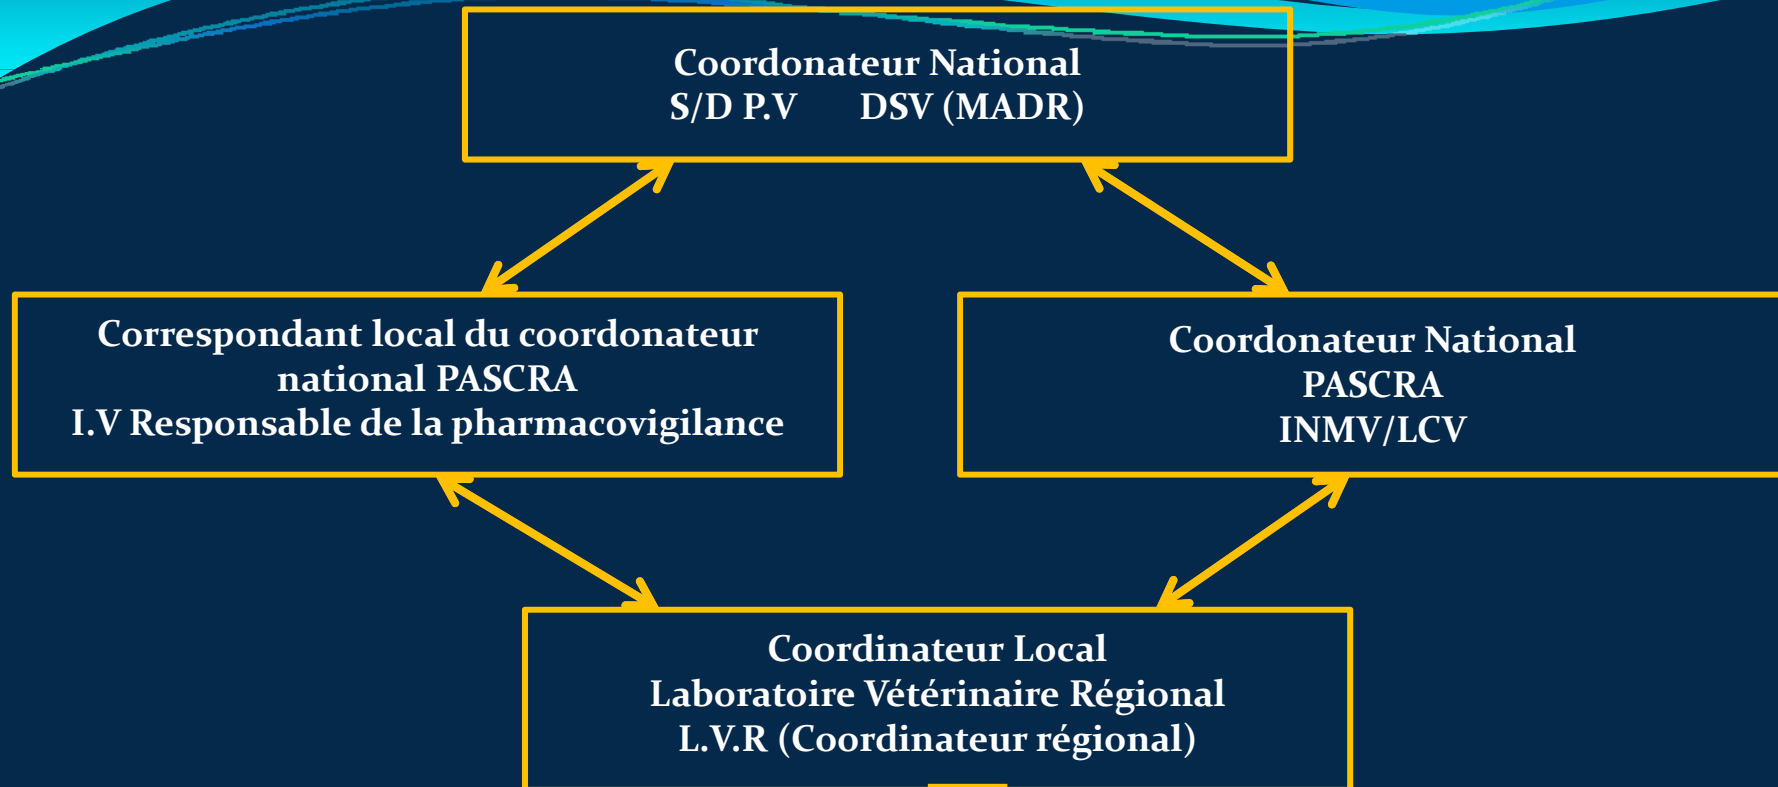 Coordonateur National
S/D P.V DSV (MADR)
Correspondant local du coordonateur
national PASCRA
I.V Responsable de la pharmacovigilance
Coordonateur National
PASCRA
INMV/LCV
Coordinateur Local
Laboratoire Vétérinaire Régional
L.V.R (Coordinateur régional)